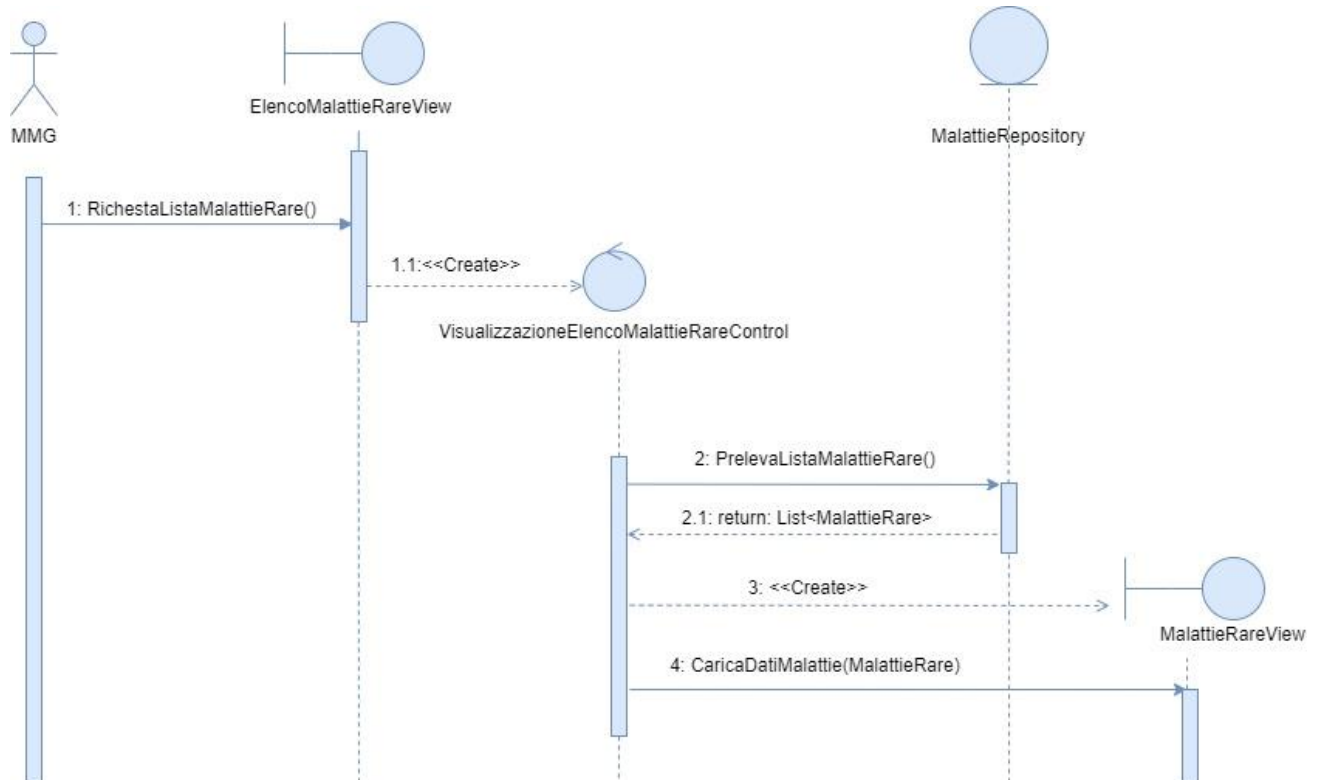 ElencoMalattieRareView
MMG
MalattieRepository
1: RichestaListaMalattieRare()
1.1:<<Create>>
VisualizzazioneElencoMalattieRareControl
2: PrelevaListaMalattieRare()
2.1: return: List<MalattieRare>
3: <<Create>>
MalattieRareView
4: CaricaDatiMalattie(MalattieRare)